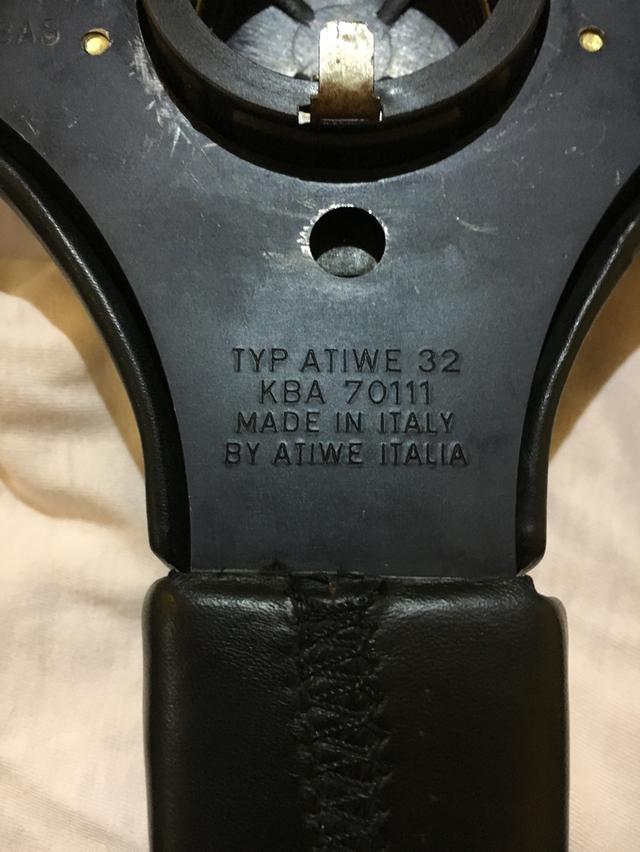 TYP ATIWE 32
KBA 70111
MADE IN ITALY
BY ATIWE ITALIA